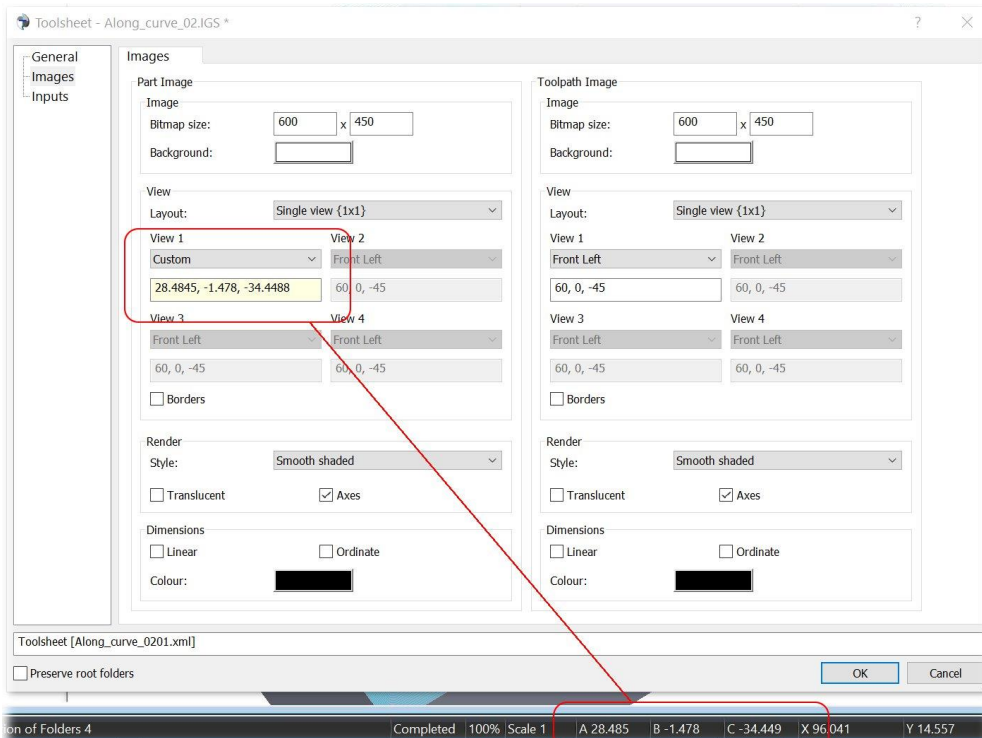 Toolsheet - Along_curve_02.IGS *
?
General
Images
Inputs
Images
Part Image
Image
Bitmap size:
600 x 450
Background:
View
Layout:
Single view {1x1}
View 1
View 2
Custom
Front Left
28.4845, -1.478, -34.4488
60, 0, -45
View 3
View 4
Front Left
Front Left
60, 0, -45
60, 0, -45
Borders
Render
Style:
Smooth shaded
Translucent
Axes
Dimensions
Linear
Ordinate
Colour:
Toolpath Image
Image
Bitmap size:
600 x 450
Background:
View
Layout:
Single view {1x1}
View 1
View 2
Front Left
Front Left
60, 0, -45
60, 0, -45
View 3
View 4
Front Left
Front Left
60, 0, -45
60, 0, -45
Borders
Render
Style:
Smooth shaded
Translucent
Axes
Dimensions
Linear
Ordinate
Colour:
Toolsheet [Along_curve_0201.xml]
Preserve root folders
OK
Cancel
on of Folders 4
Completed 100% Scale 1 A 28.485 B -1.478 C -34.449 X 96.041 Y 14.557